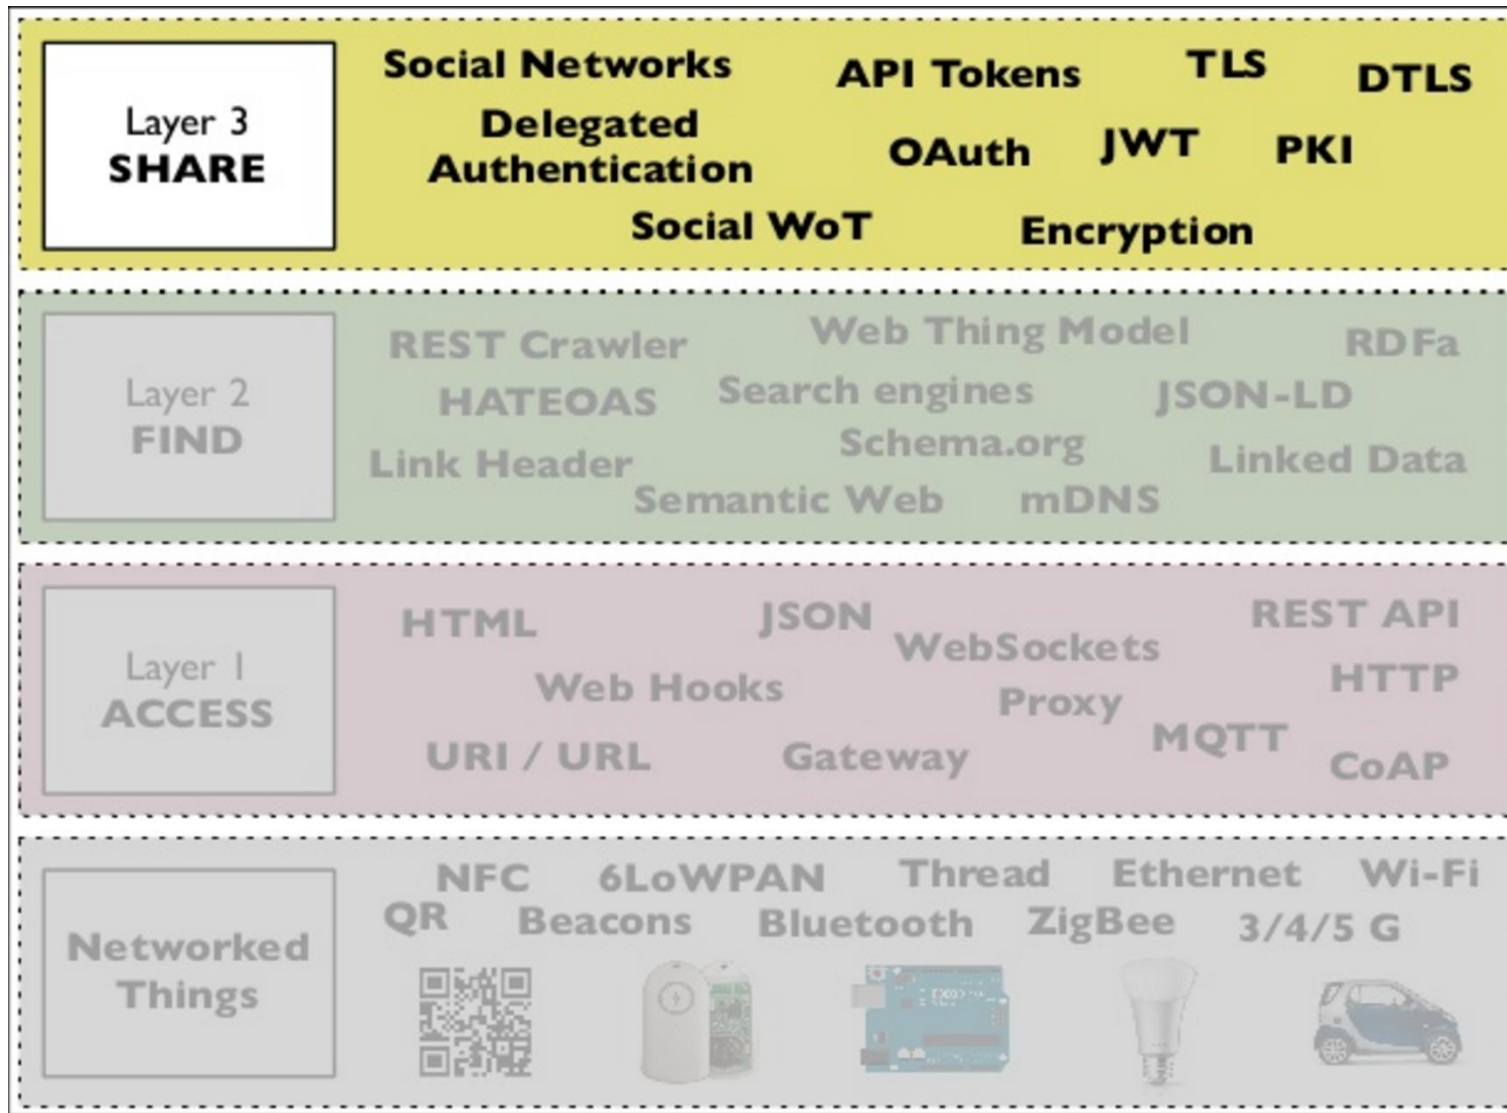 Layer 3
SHARE
Social Networks
API Tokens
TLS
DTLS
Delegated
Authentication
OAuth
JWT
PKI
Social WoT
Encryption
Layer 2
FIND
REST Crawler
Web Thing Model
RDFa
HATEOAS
Search engines
JSON-LD
Link Header
Schema.org
Linked Data
Semantic Web
mDNS
Layer 1
ACCESS
HTML
JSON
REST API
WebSockets
Web Hooks
Proxy
HTTP
URI / URL
Gateway
MQTT
CoAP
Networked
Things
NFC
6LoWPAN
Thread
Ethernet
Wi-Fi
QR
Beacons
Bluetooth
ZigBee
3/4/5 G